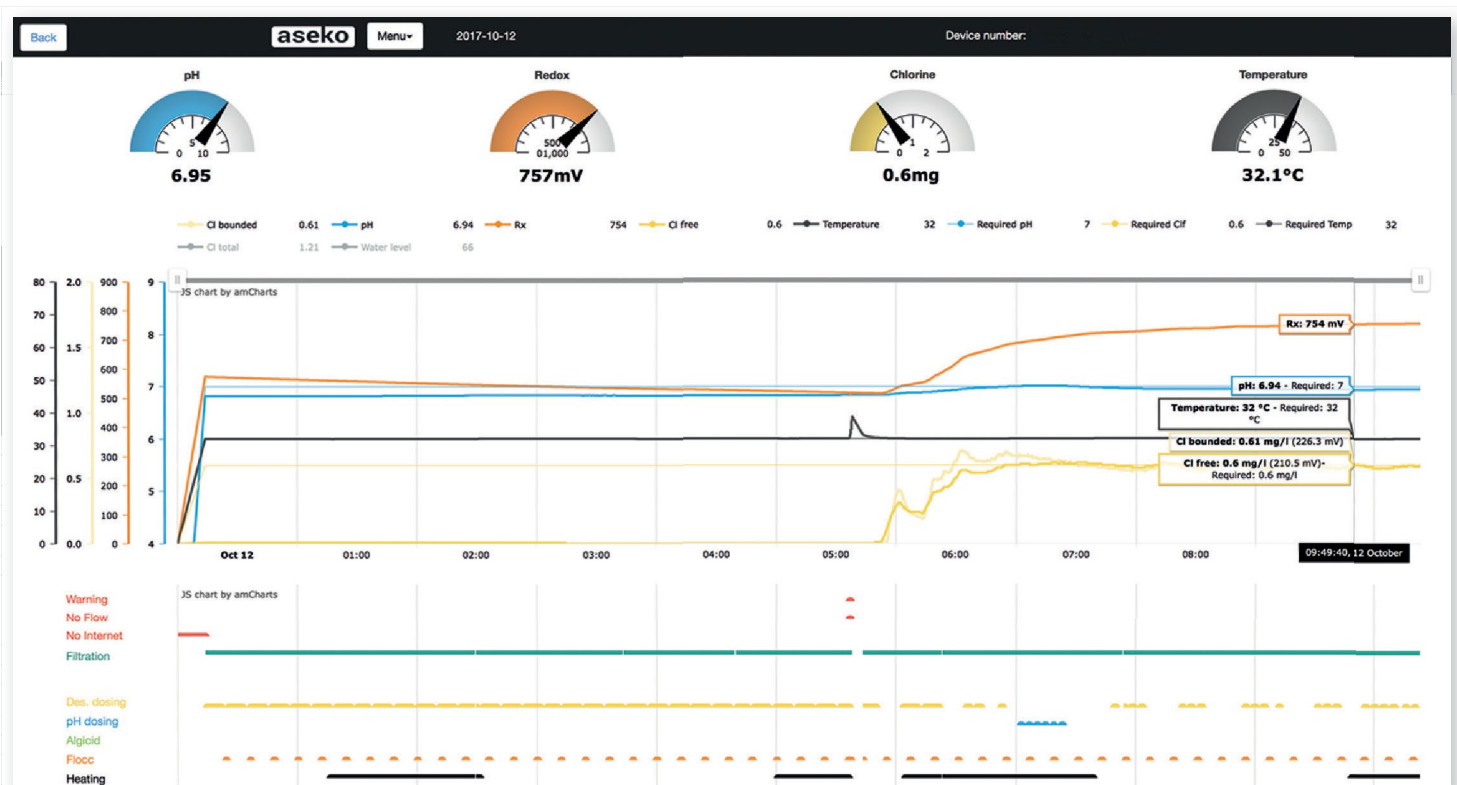 Back
aseko
Menu
2017-10-12
Device number:
pH
Redox
Chlorine
Temperature
5
0 10
500
0 1,000
1
0 2
25
0 50
6.95
757mV
0.6mg
32.1°C
Cl bounded 0.61 pH 6.94 Rx 754 Cl free 0.6 Temperature 32 Required pH 7 Required Clf 0.6 Required Temp 32
Cl total 1.21 Water level 66
JS chart by amCharts
80 2.0 900 9
800
70
700 8
60 1.5
600
50 7
500
40 1.0
400
6
30 300
20 0.5 200
5
10 100
0 0.0 0 4
Rx: 754 mV
pH: 6.94 - Required: 7
Temperature: 32 °C - Required: 32
°C
Cl bounded: 0.61 mg/l (226.3 mV)
Cl free: 0.6 mg/l (210.5 mV)-
Required: 0.6 mg/l
Oct 12 01:00 02:00 03:00 04:00 05:00 06:00 07:00 08:00 09:49:40, 12 October
JS chart by amCharts
Warning
No Flow
No Internet
Filtration
Des. dosing
pH dosing
Algicid
Flocc
Heating